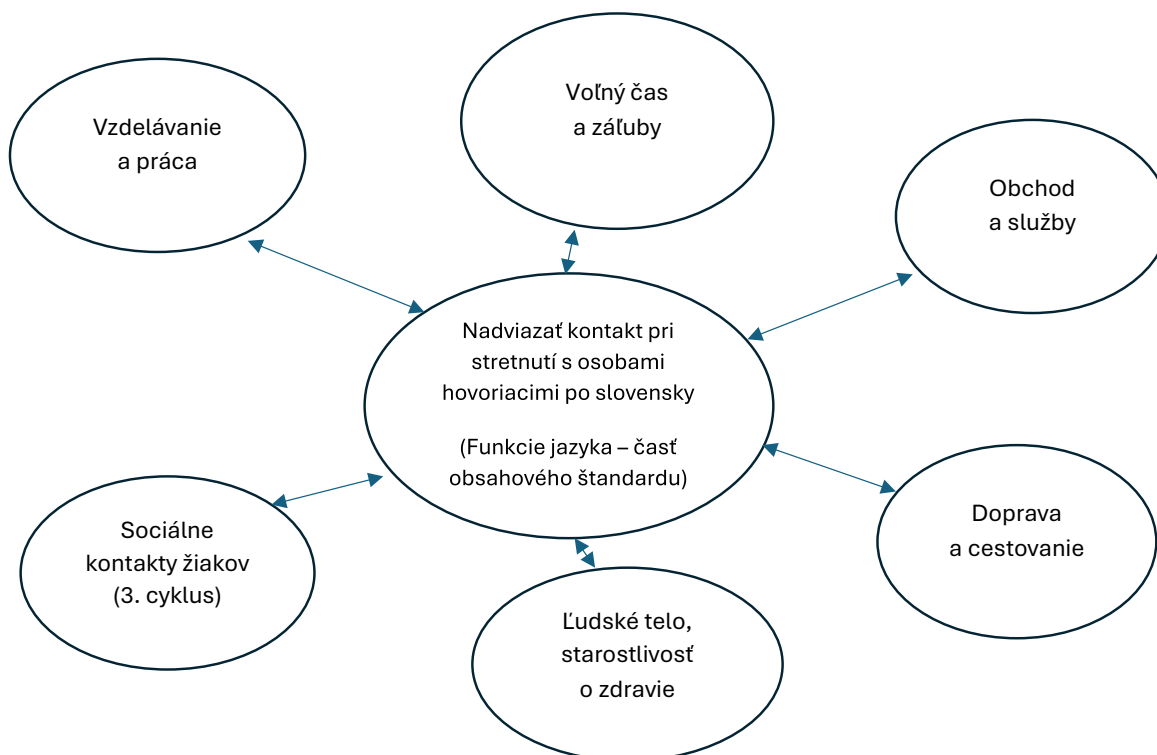 Voľný čas
a záľuby
Vzdelávanie
a práca
Obchod
a služby
Nadviazať kontakt pri
stretnutí s osobami
hovoriacimi po slovensky
(Funkcie jazyka – časť
obsahového štandardu)
Sociálne
kontakty žiakov
(3. cyklus)
Doprava
a cestovanie
Ľudské telo,
starostlivosť
o zdravie